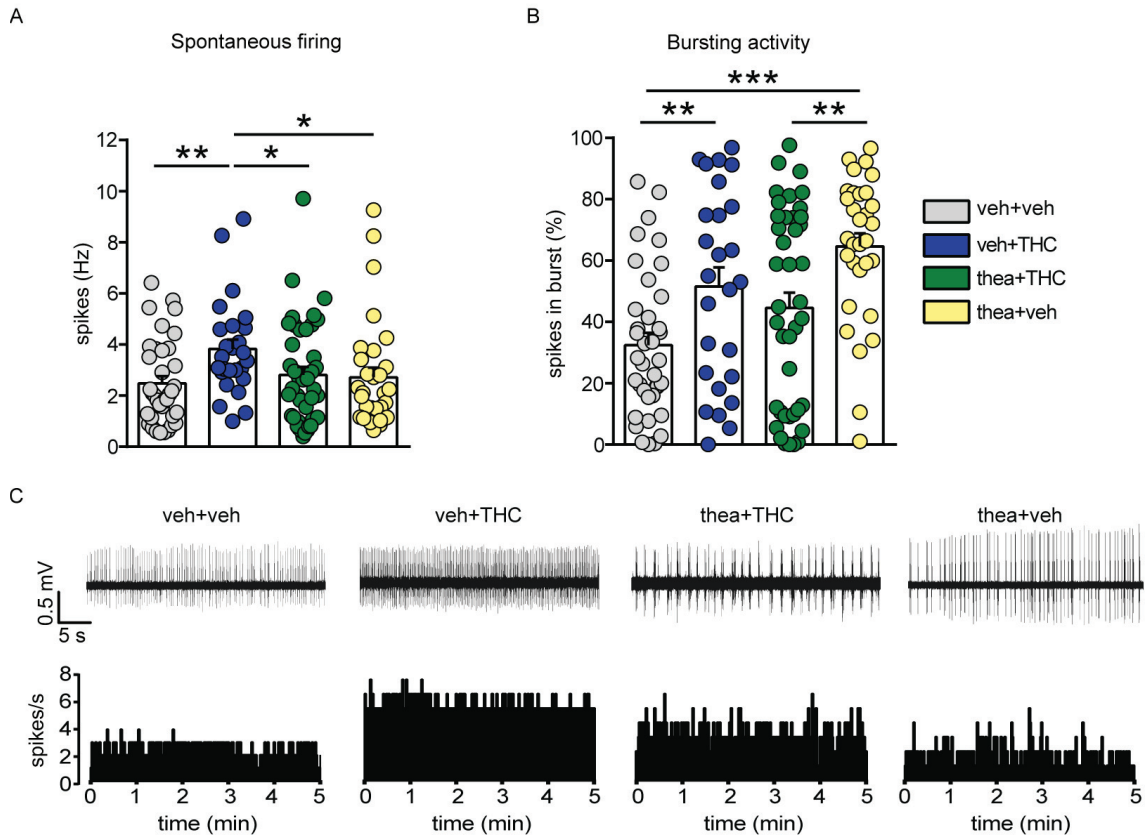 A
Spontaneous firing
**
*
*
12
10
8
6
4
2
0
spikes (Hz)
B
Bursting activity
***
**
**
100
80
60
40
20
0
spikes in burst (%)
veh+veh
veh+THC
thea+THC
thea+veh
C
veh+veh veh+THC thea+THC thea+veh
0.5 mV
5 s
8
6
4
2
0
spikes/s
0 1 2 3 4 5 0 1 2 3 4 5 0 1 2 3 4 5 0 1 2 3 4 5
time (min) time (min) time (min) time (min)